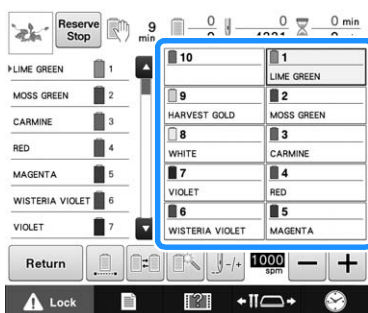 Reserve Stop
9 min
0
0
0 min
LIME GREEN 1
MOSS GREEN 2
CARMINE 3
RED 4
MAGENTA 5
WISTERIA VIOLET 6
VIOLET 7
10
1 LIME GREEN
9 HARVEST GOLD
2 MOSS GREEN
8 WHITE
3 CARMINE
7 VIOLET
4 RED
6 WISTERIA VIOLET
5 MAGENTA
Return
-/+
1000 spm
Lock